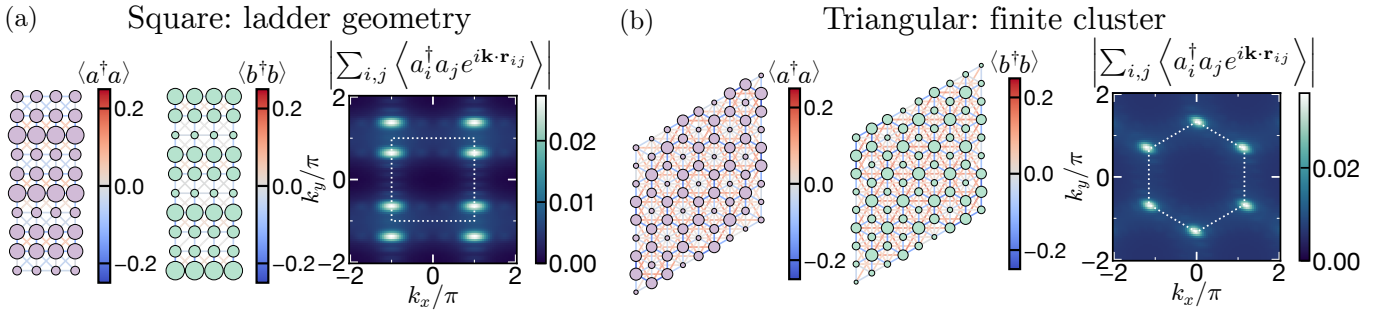 (a) Square: ladder geometry
⟨a†a⟩
0.2
0.0
−0.2
⟨b†b⟩
0.2
0.0
−0.2
|∑i,j ⟨a†i aj e^{ik·rij}⟩|
2
0
−2
ky/π
−2 0 2
kx/π
0.02
0.01
0.00
(b) Triangular: finite cluster
⟨a†a⟩
0.2
0.0
−0.2
⟨b†b⟩
0.2
0.0
−0.2
|∑i,j ⟨a†i aj e^{ik·rij}⟩|
2
0
−2
ky/π
−2 0 2
kx/π
0.02
0.00